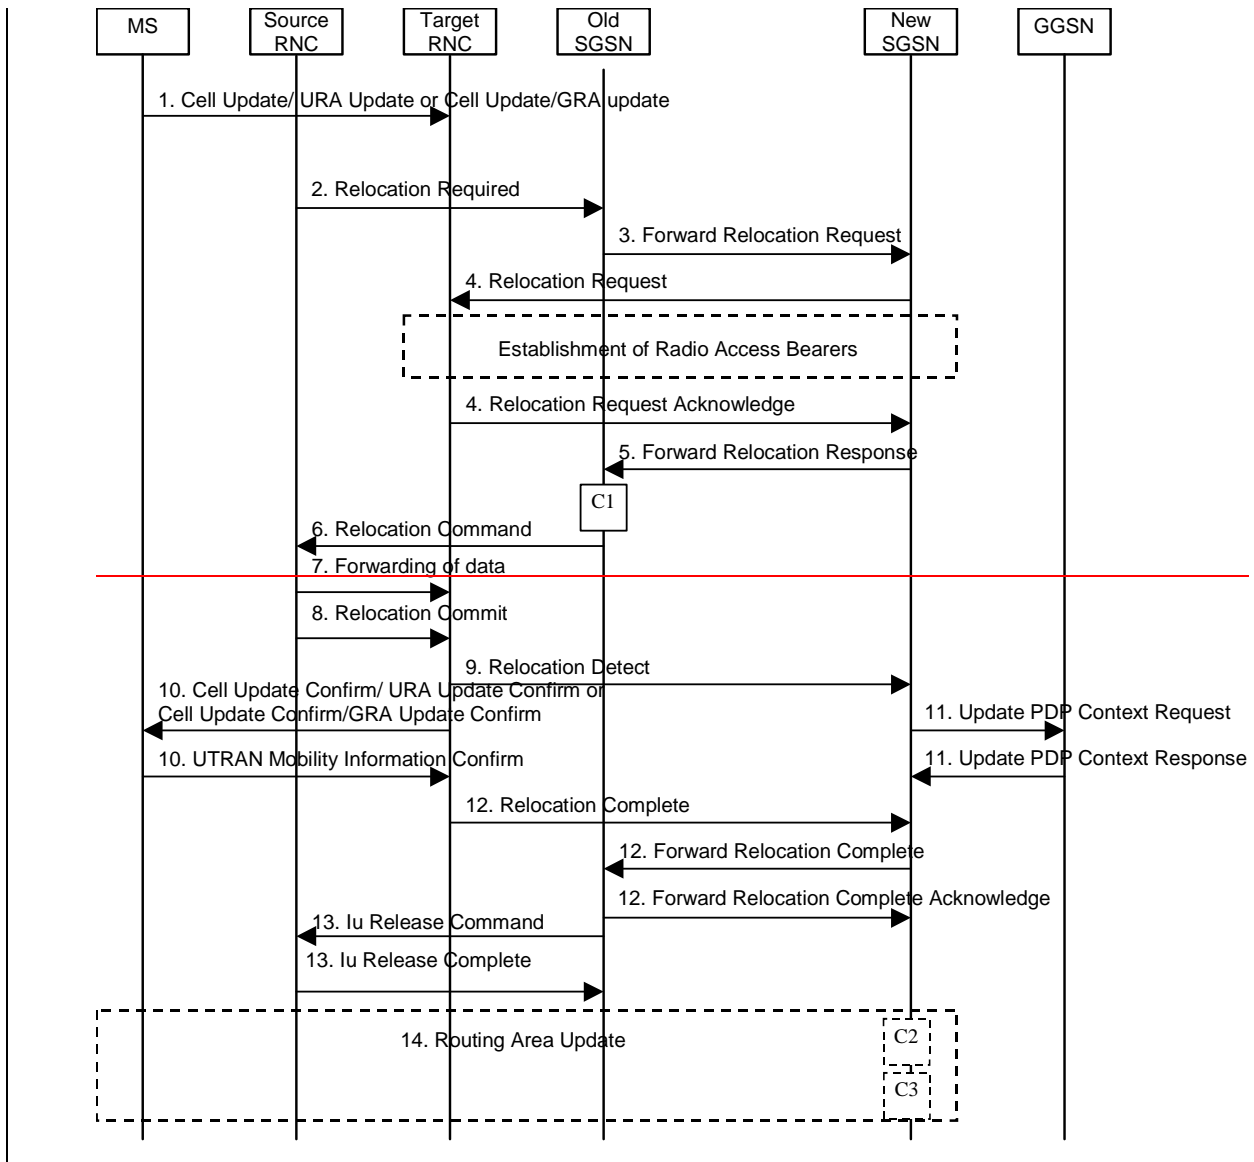 MS
Source
RNC
Target
RNC
Old
SGSN
New
SGSN
GGSN
1. Cell Update/ URA Update or Cell Update/GRA update
2. Relocation Required
3. Forward Relocation Request
4. Relocation Request
Establishment of Radio Access Bearers
4. Relocation Request Acknowledge
5. Forward Relocation Response
C1
6. Relocation Command
7. Forwarding of data
8. Relocation Commit
9. Relocation Detect
10. Cell Update Confirm/ URA Update Confirm or
Cell Update Confirm/GRA Update Confirm
11. Update PDP Context Request
10. UTRAN Mobility Information Confirm
11. Update PDP Context Response
12. Relocation Complete
12. Forward Relocation Complete
12. Forward Relocation Complete Acknowledge
13. Iu Release Command
13. Iu Release Complete
14. Routing Area Update
C2
C3